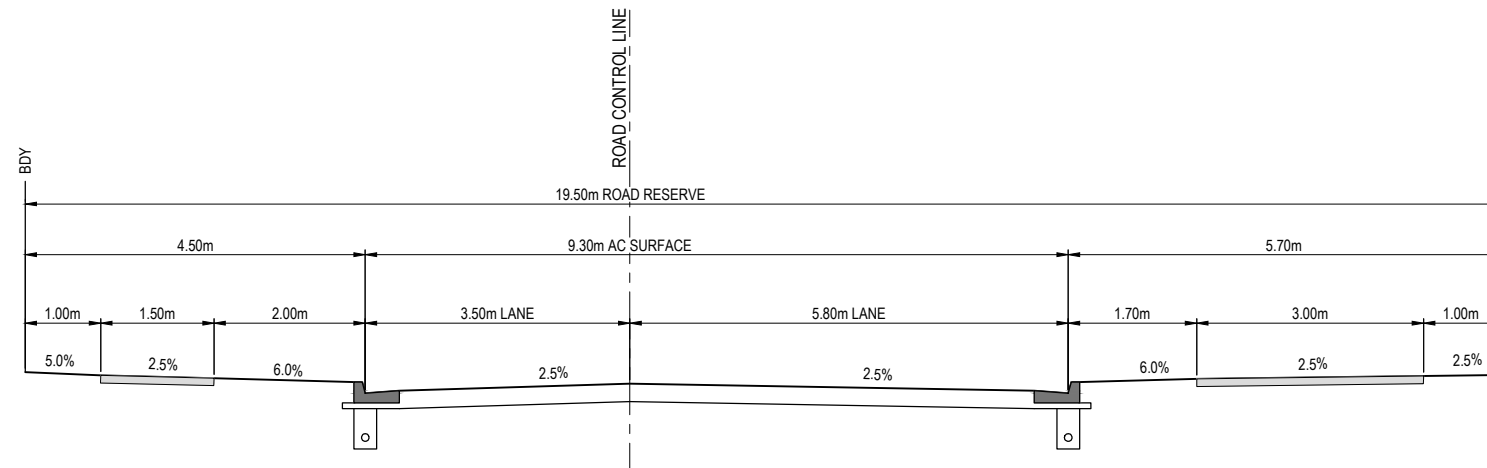 ROAD CONTROL LINE
BDY
19.50m ROAD RESERVE
4.50m
9.30m AC SURFACE
5.70m
1.00m
1.50m
2.00m
3.50m LANE
5.80m LANE
1.70m
3.00m
1.00m
5.0%
2.5%
6.0%
2.5%
2.5%
6.0%
2.5%
2.5%